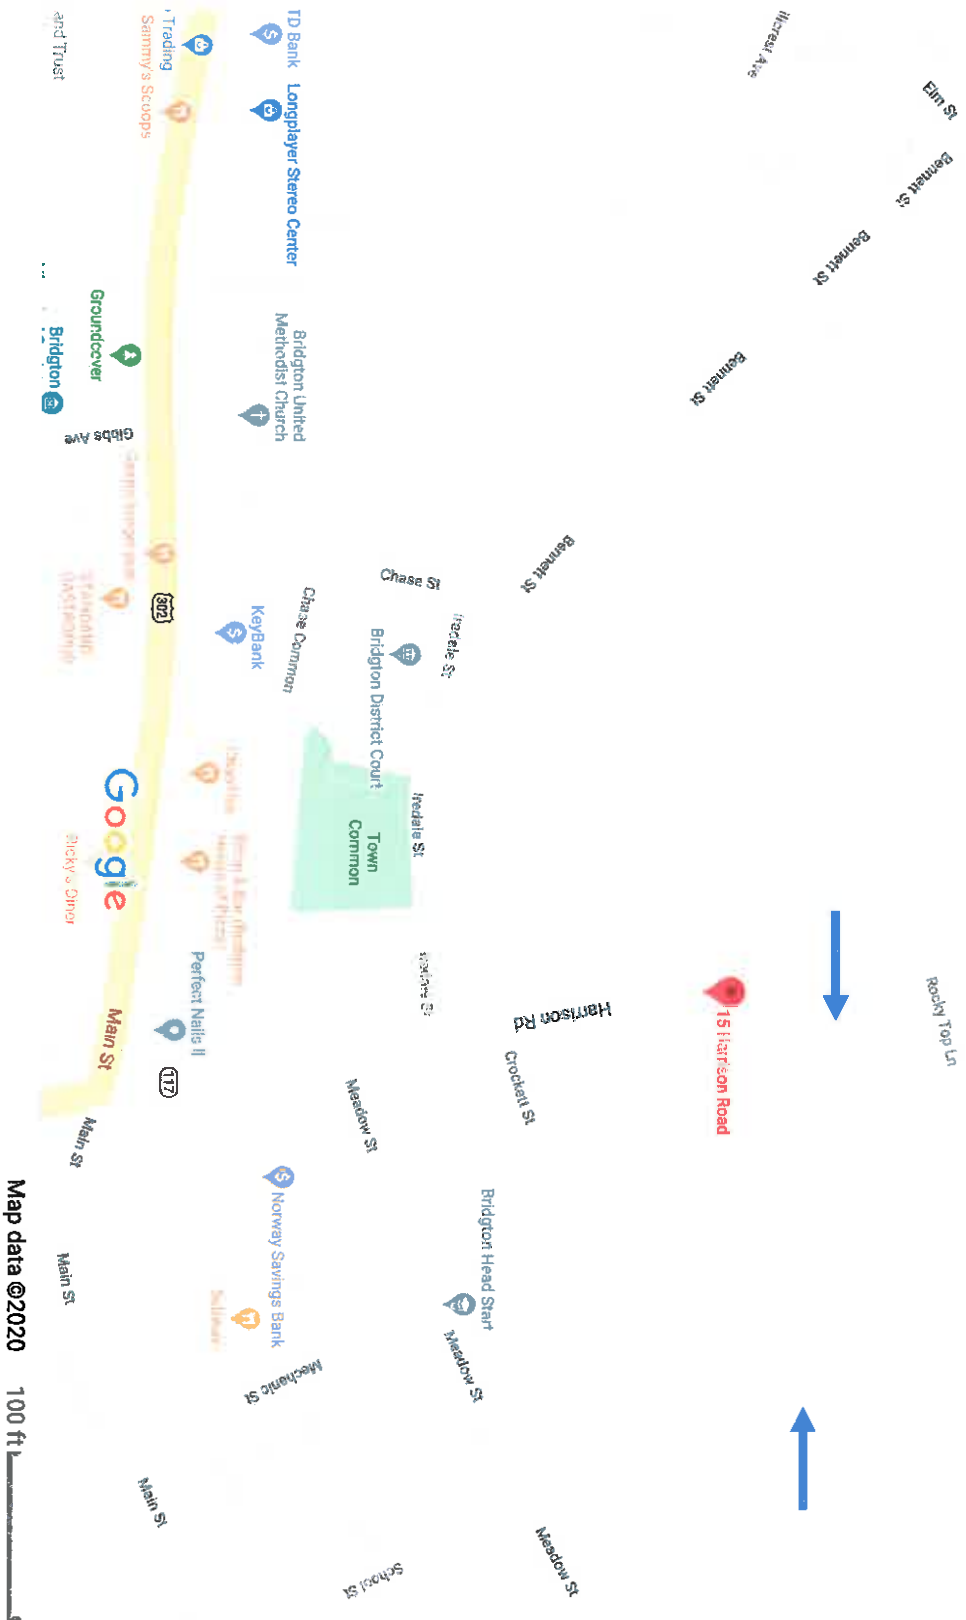 Elm St
Bennett St
Bennett St
Bennett St
Bennett St
Rocky Top Ln
15 Harrison Road
Harrison Rd
Crockett St
Chase St
Iredale St
Bridgton District Court
Iredale St
Town
Common
Chase Common
Meadow St
Bridgton Head Start
Meadow St
Meadow St
School St
TD Bank
Longplayer Stereo Center
Bridgton United
Methodist Church
KeyBank
Perfect Nails II
Norway Savings Bank
Mechanic St
Trading
Sammy's Scoops
and Trust
Groundcover
Bridgton
Gibbs Ave
302
117
Google
Main St
Main St
Main St
Main St
Map data ©2020
100 ft